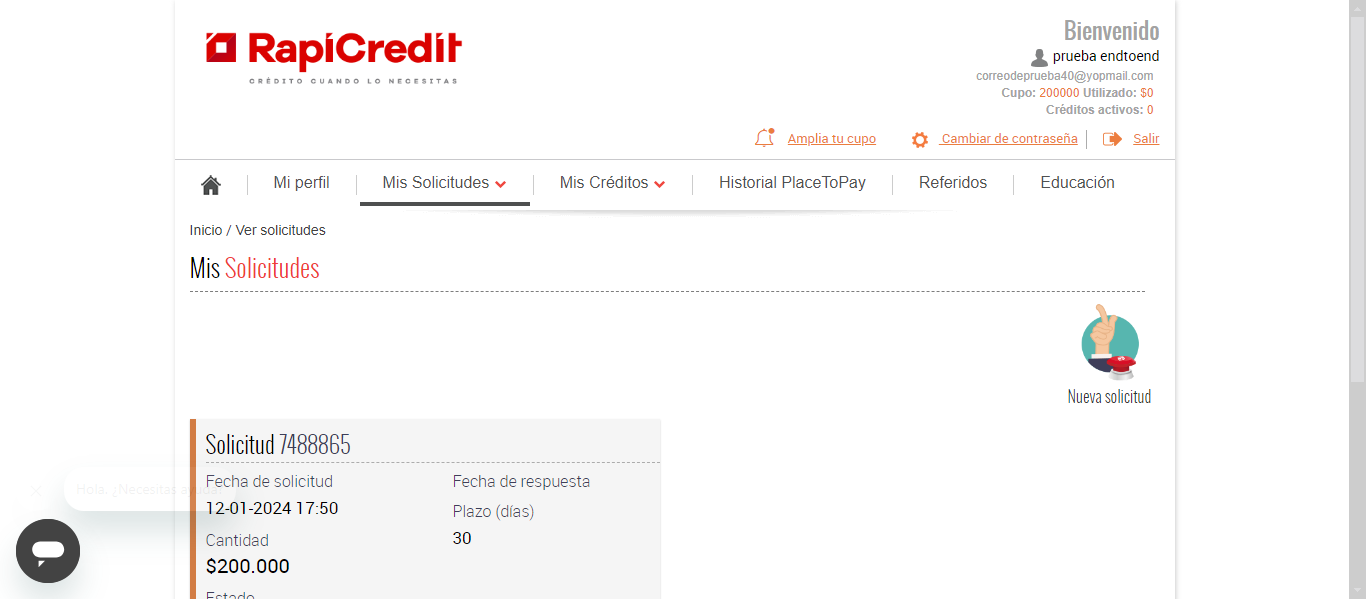 RapiCredit
CRÉDITO CUANDO LO NECESITAS
Bienvenido
prueba endtoend
correodeprueba40@yopmail.com
Cupo: 200000 Utilizado: $0
Créditos activos: 0
Amplia tu cupo
Cambiar de contraseña
Salir
Mi perfil
Mis Solicitudes
Mis Créditos
Historial PlaceToPay
Referidos
Educación
Inicio / Ver solicitudes
Mis Solicitudes
Nueva solicitud
Solicitud 7488865
Fecha de solicitud
12-01-2024 17:50
Fecha de respuesta
Plazo (días)
30
Cantidad
$200.000
Estado
Hola. ¿Necesitas ayuda?